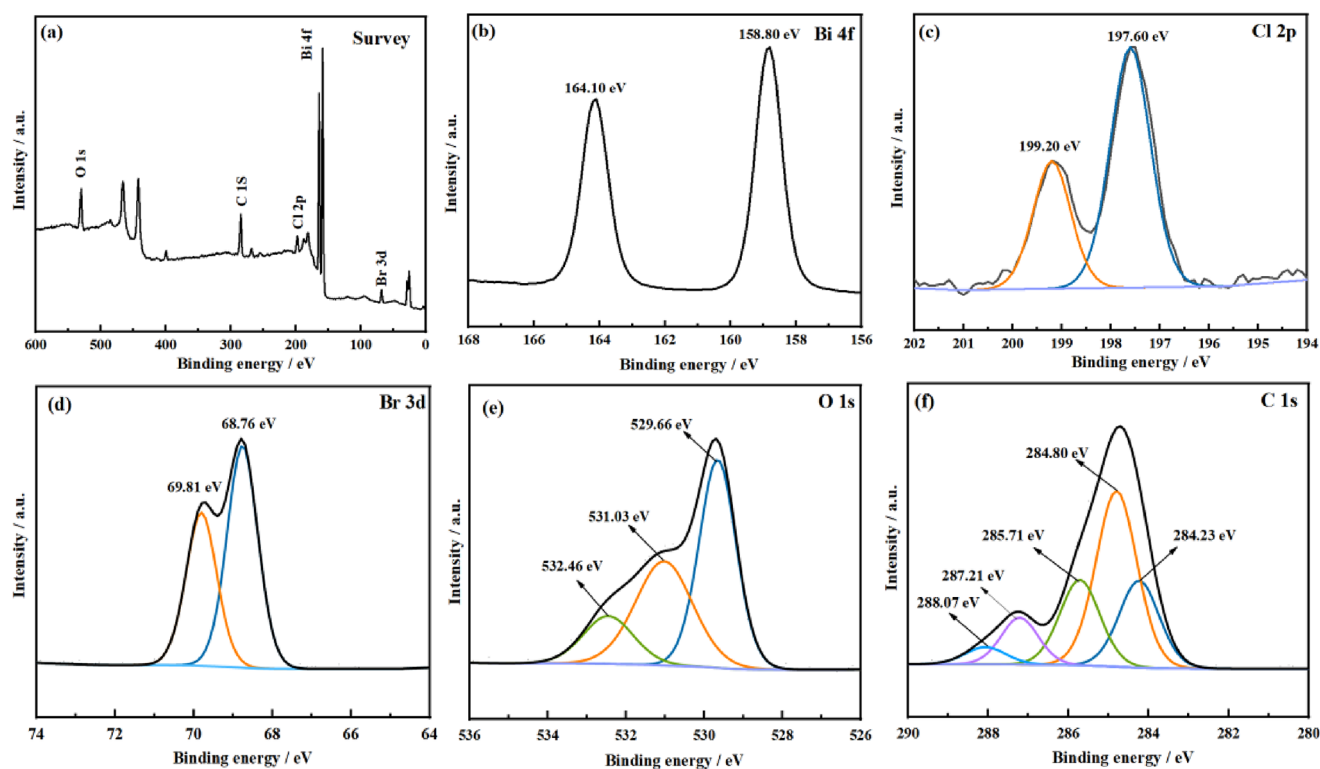 (a)
Survey
Bi 4f
O 1s
C 1S
Cl 2p
Br 3d
Intensity / a.u.
600 500 400 300 200 100 0
Binding energy / eV
(b)
Bi 4f
158.80 eV
164.10 eV
Intensity / a.u.
168 166 164 162 160 158 156
Binding energy / eV
(c)
Cl 2p
197.60 eV
199.20 eV
Intensity / a.u.
202 201 200 199 198 197 196 195 194
Binding energy / eV
(d)
Br 3d
68.76 eV
69.81 eV
Intensity / a.u.
74 72 70 68 66 64
Binding energy / eV
(e)
O 1s
529.66 eV
531.03 eV
532.46 eV
Intensity / a.u.
536 534 532 530 528 526
Binding energy / eV
(f)
C 1s
284.80 eV
285.71 eV
284.23 eV
287.21 eV
288.07 eV
Intensity / a.u.
290 288 286 284 282 280
Binding energy / eV